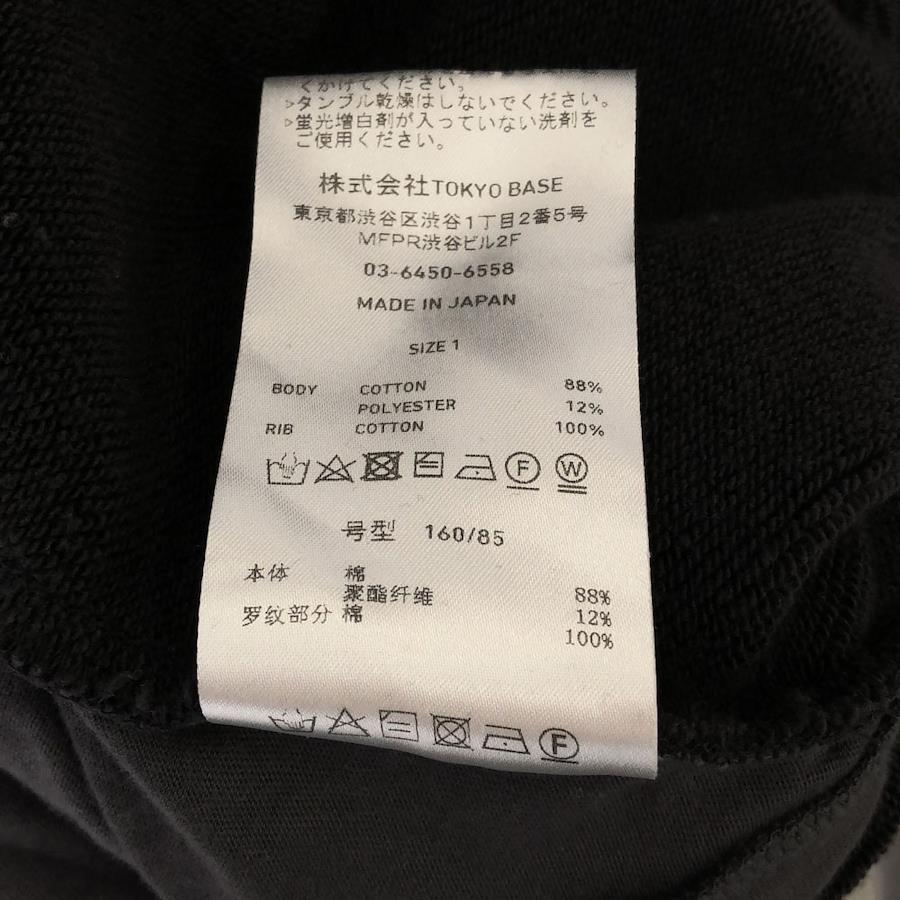 くかけてください。
▷タンブル乾燥はしないでください。
▷蛍光増白剤が入っていない洗剤を
ご使用ください。
株式会社TOKYO BASE
東京都渋谷区渋谷1丁目2番5号
MFPR渋谷ビル2F
03-6450-6558
MADE IN JAPAN
SIZE 1
BODY COTTON 88%
POLYESTER 12%
RIB COTTON 100%
F W
号型 160/85
本体 棉
聚酯纤维 88%
罗纹部分 棉 12%
100%
F